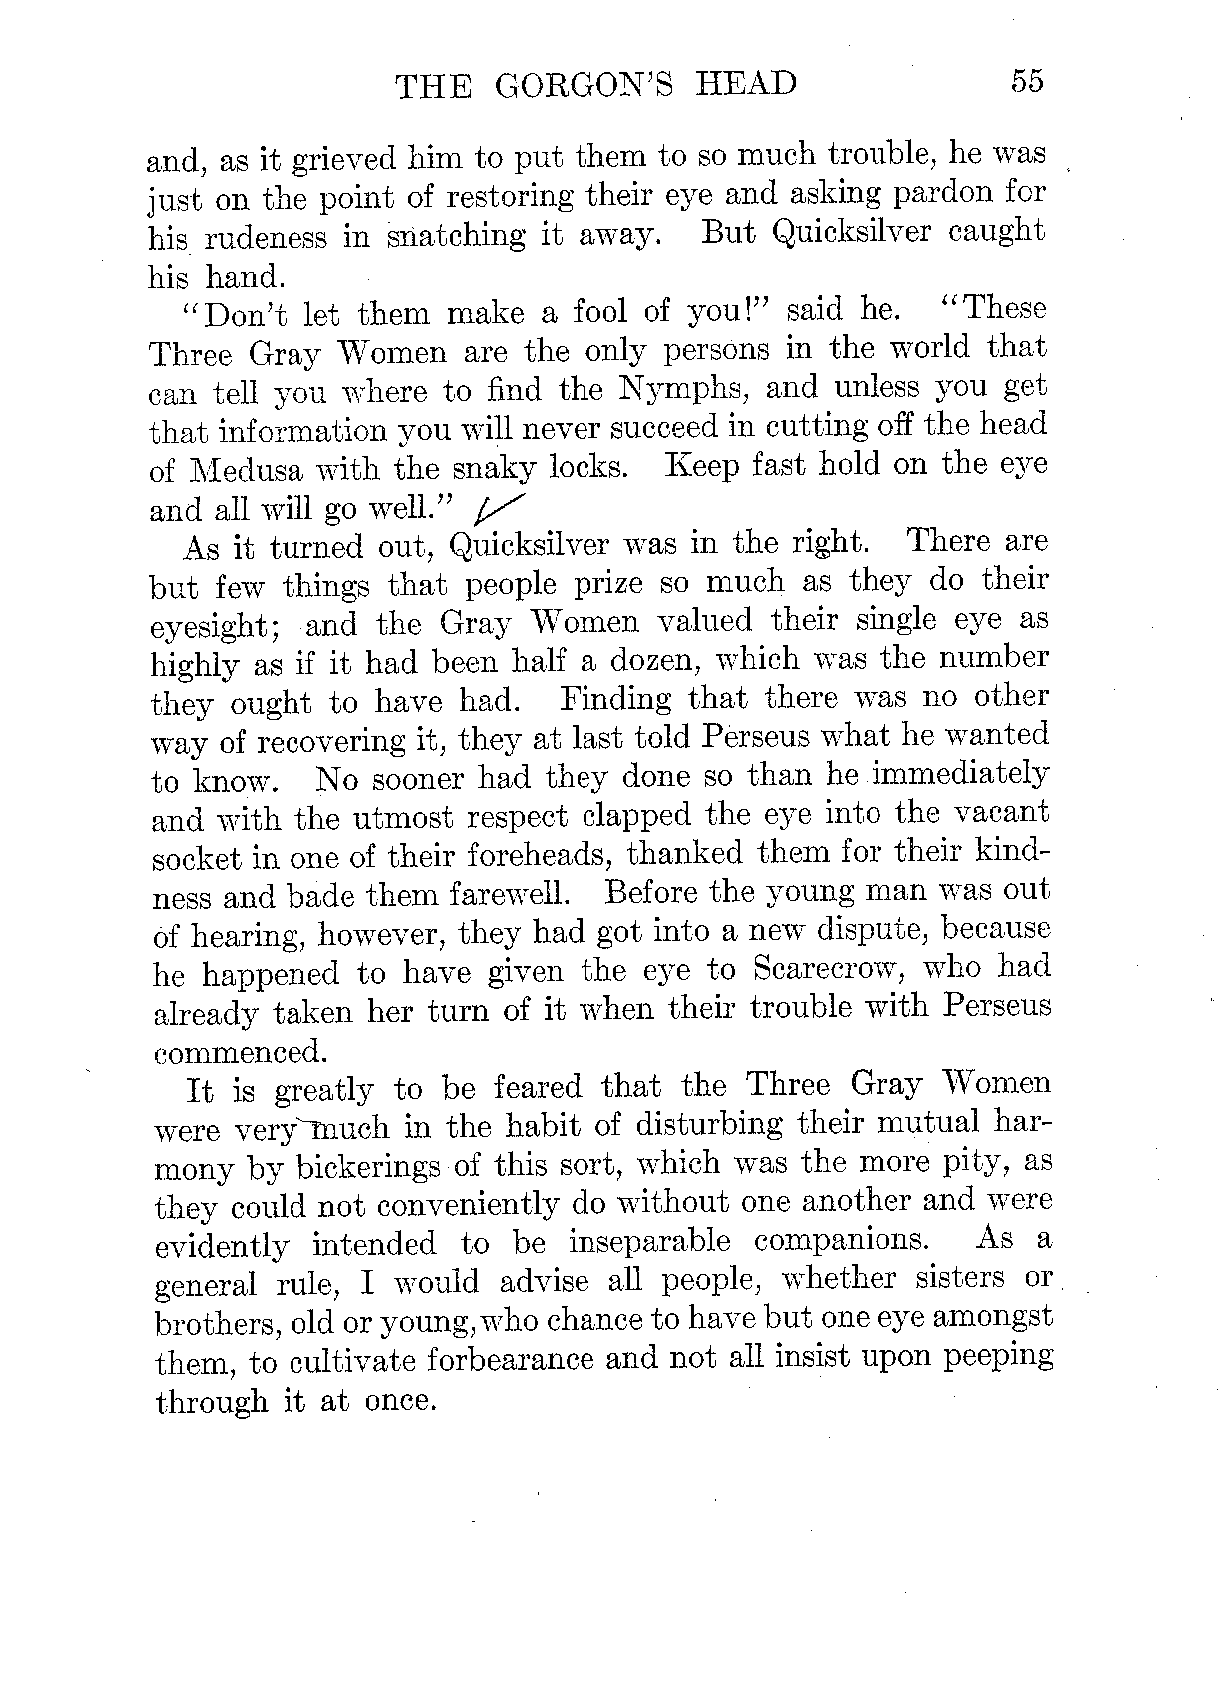 THE GORGON'S HEAD 55
and, as it grieved him to put them to so much trouble, he was
just on the point of restoring their eye and asking pardon for
his rudeness in snatching it away. But Quicksilver caught
his hand.
"Don't let them make a fool of you!" said he. "These
Three Gray Women are the only persons in the world that
can tell you where to find the Nymphs, and unless you get
that information you will never succeed in cutting off the head
of Medusa with the snaky locks. Keep fast hold on the eye
and all will go well."
As it turned out, Quicksilver was in the right. There are
but few things that people prize so much as they do their
eyesight; and the Gray Women valued their single eye as
highly as if it had been half a dozen, which was the number
they ought to have had. Finding that there was no other
way of recovering it, they at last told Perseus what he wanted
to know. No sooner had they done so than he immediately
and with the utmost respect clapped the eye into the vacant
socket in one of their foreheads, thanked them for their kind-
ness and bade them farewell. Before the young man was out
of hearing, however, they had got into a new dispute, because
he happened to have given the eye to Scarecrow, who had
already taken her turn of it when their trouble with Perseus
commenced.
It is greatly to be feared that the Three Gray Women
were very much in the habit of disturbing their mutual har-
mony by bickerings of this sort, which was the more pity, as
they could not conveniently do without one another and were
evidently intended to be inseparable companions. As a
general rule, I would advise all people, whether sisters or
brothers, old or young, who chance to have but one eye amongst
them, to cultivate forbearance and not all insist upon peeping
through it at once.